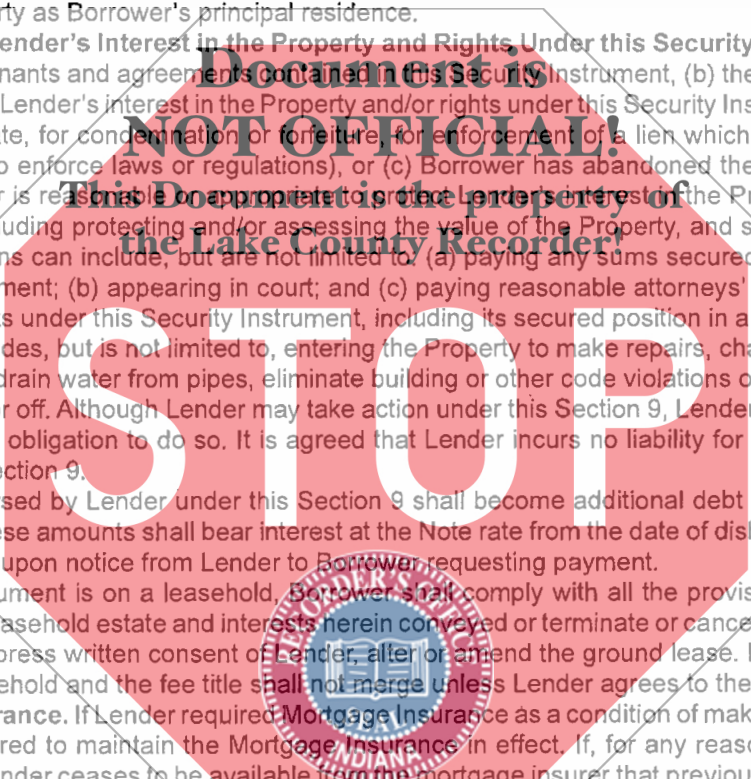 rty as Borrower's principal residence.
ender's Interest in the Property and Rights Under this Security
nants and agreements contained in this Security Instrument, (b) the
Lender's interest in the Property and/or rights under this Security Ins
te, for condemnation or forfeiture, for enforcement of a lien which
o enforce laws or regulations), or (c) Borrower has abandoned the
r is reasonable or appropriate to protect Lender's interest in the P
uding protecting and/or assessing the value of the Property, and s
ns can include, but are not limited to: (a) paying any sums secured
ment; (b) appearing in court; and (c) paying reasonable attorneys'
s under this Security Instrument, including its secured position in a
des, but is not limited to, entering the Property to make repairs, cha
drain water from pipes, eliminate building or other code violations o
r off. Although Lender may take action under this Section 9, Lender
obligation to do so. It is agreed that Lender incurs no liability for
ection 9.
sed by Lender under this Section 9 shall become additional debt
ese amounts shall bear interest at the Note rate from the date of disb
upon notice from Lender to Borrower requesting payment.
ument is on a leasehold, Borrower shall comply with all the provis
asehold estate and interests herein conveyed or terminate or cance
press written consent of Lender, alter or amend the ground lease. I
ehold and the fee title shall not merge unless Lender agrees to the
rance. If Lender required Mortgage Insurance as a condition of mak
red to maintain the Mortgage Insurance in effect. If, for any reaso
nder ceases to be available from the mortgage insurer that previou
Document is
NOT OFFICIAL!
This Document is the property of
the Lake County Recorder!
STOP
RECORDER'S OFFICE
SEAL
INDIANA